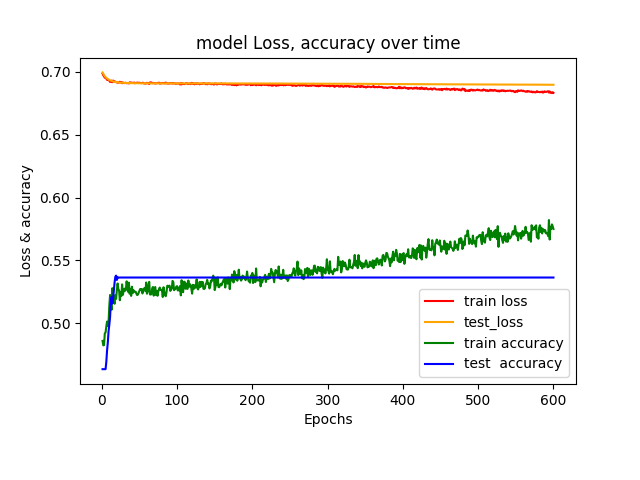 model Loss, accuracy over time
0.70
0.65
0.60
0.55
0.50
Loss & accuracy
0
100
200
300
400
500
600
Epochs
train loss
test_loss
train accuracy
test  accuracy